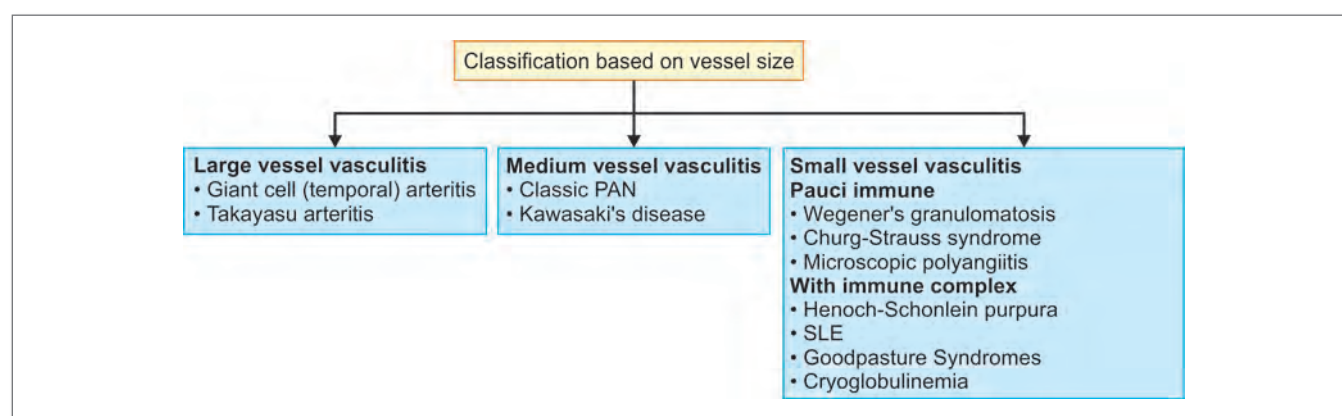 Classification based on vessel size
Large vessel vasculitis
• Giant cell (temporal) arteritis
• Takayasu arteritis
Medium vessel vasculitis
• Classic PAN
• Kawasaki's disease
Small vessel vasculitis
Pauci immune
• Wegener's granulomatosis
• Churg-Strauss syndrome
• Microscopic polyangiitis
With immune complex
• Henoch-Schonlein purpura
• SLE
• Goodpasture Syndromes
• Cryoglobulinemia